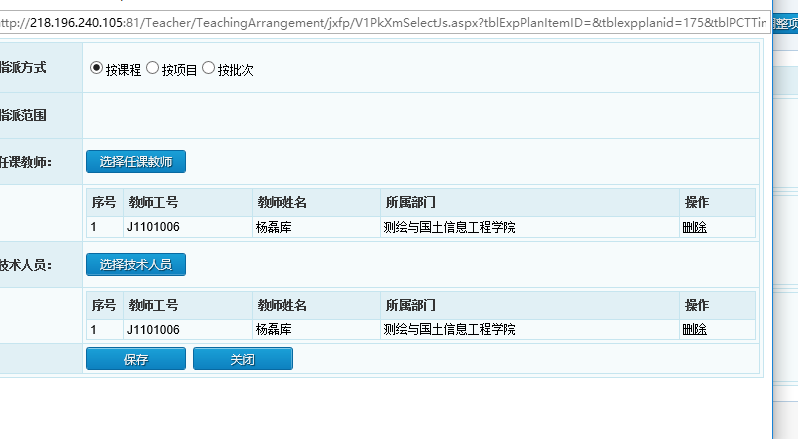 http://218.196.240.105:81/Teacher/TeachingArrangement/jxfp/V1PkXmSelectJs.aspx?tblExpPlanItemID=&tblexpplanid=175&tblPCTTim
调整项
指派方式 按课程 按项目 按批次
指派范围
任课教师： 选择任课教师
序号 教师工号 教师姓名 所属部门 操作
1 J1101006 杨磊库 测绘与国土信息工程学院 删除
技术人员： 选择技术人员
序号 教师工号 教师姓名 所属部门 操作
1 J1101006 杨磊库 测绘与国土信息工程学院 删除
保存 关闭